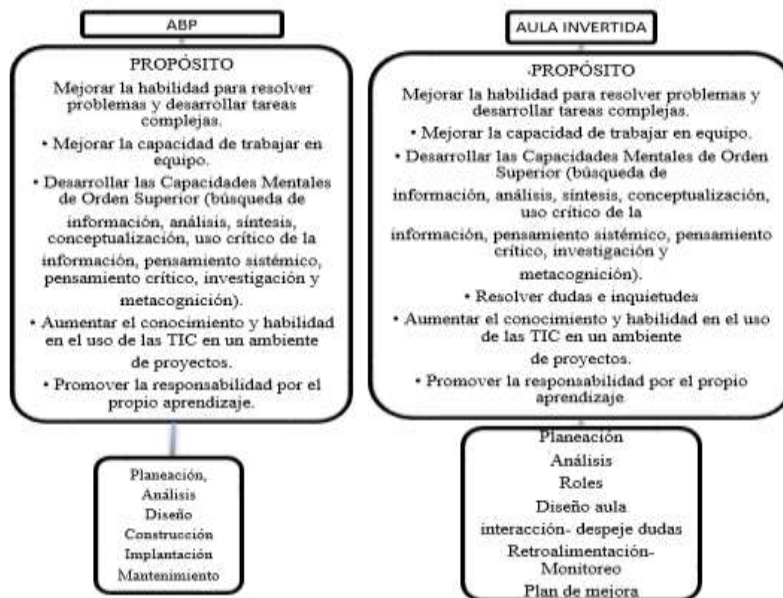 ABP
PROPÓSITO
Mejorar la habilidad para resolver
problemas y desarrollar tareas
complejas.
• Mejorar la capacidad de trabajar en
equipo.
• Desarrollar las Capacidades Mentales
de Orden Superior (búsqueda de
información, análisis, síntesis,
conceptualización, uso crítico de la
información, pensamiento sistémico,
pensamiento crítico, investigación y
metacognición).
• Aumentar el conocimiento y habilidad
en el uso de las TIC en un ambiente
de proyectos.
• Promover la responsabilidad por el
propio aprendizaje.
Planeación,
Análisis
Diseño
Construcción
Implantación
Mantenimiento
AULA INVERTIDA
.PROPÓSITO
Mejorar la habilidad para resolver problemas y
desarrollar tareas complejas.
• Mejorar la capacidad de trabajar en equipo.
• Desarrollar las Capacidades Mentales de Orden
Superior (búsqueda de
información, análisis, síntesis, conceptualización,
uso crítico de la
información, pensamiento sistémico, pensamiento
crítico, investigación y
metacognición).
• Resolver dudas e inquietudes
• Aumentar el conocimiento y habilidad en el uso
de las TIC en un ambiente
de proyectos.
• Promover la responsabilidad por el propio
aprendizaje
Planeación
Análisis
Roles
Diseño aula
interacción- despeje dudas
Retroalimentación-
Monitoreo
Plan de mejora